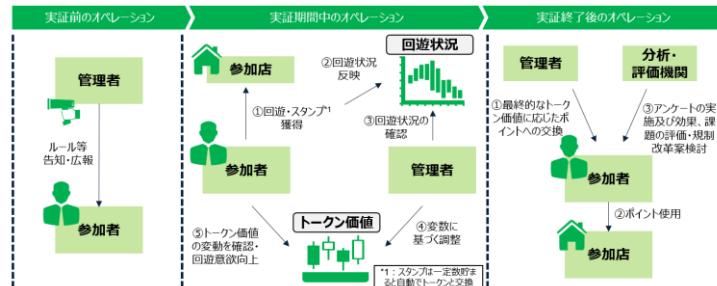 実証前のオペレーション
実証期間中のオペレーション
実証終了後のオペレーション
管理者
ルール等
告知・広報
参加者
参加店
②回遊状況
反映
回遊状況
①回遊・スタンプ*1
獲得
③回遊状況の
確認
参加者
管理者
⑤トークン価値
の変動を確認・
回遊意欲向上
トークン価値
④変数に
基づく調整
*1:スタンプは一定数貯ま
ると自動でトークンと交換
管理者
分析・
評価機関
①最終的なトーク
ン価値に応じたポ
イントへの交換
③アンケートの実
施及び効果、課
題の評価・規制
改革案検討
参加者
②ポイント使用
参加店